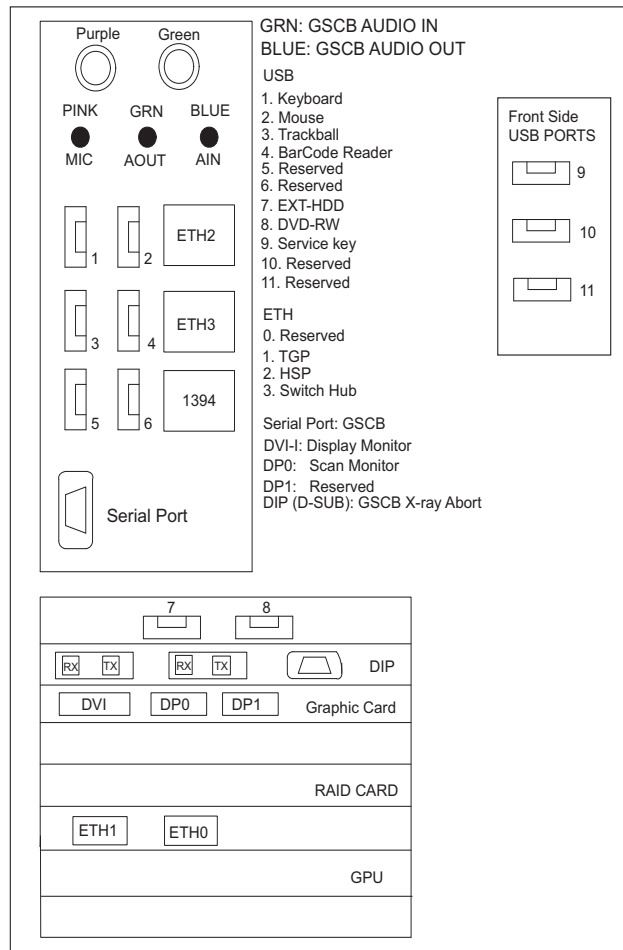 Purple Green
PINK GRN BLUE
MIC AOUT AIN
1 2 ETH2
3 4 ETH3
5 6 1394
Serial Port
GRN: GSCB AUDIO IN
BLUE: GSCB AUDIO OUT
USB
1. Keyboard
2. Mouse
3. Trackball
4. BarCode Reader
5. Reserved
6. Reserved
7. EXT-HDD
8. DVD-RW
9. Service key
10. Reserved
11. Reserved
ETH
0. Reserved
1. TGP
2. HSP
3. Switch Hub
Serial Port: GSCB
DVI-I: Display Monitor
DP0: Scan Monitor
DP1: Reserved
DIP (D-SUB): GSCB X-ray Abort
Front Side
USB PORTS
9
10
11
7 8
RX TX RX TX DIP
DVI DP0 DP1 Graphic Card
RAID CARD
ETH1 ETH0
GPU